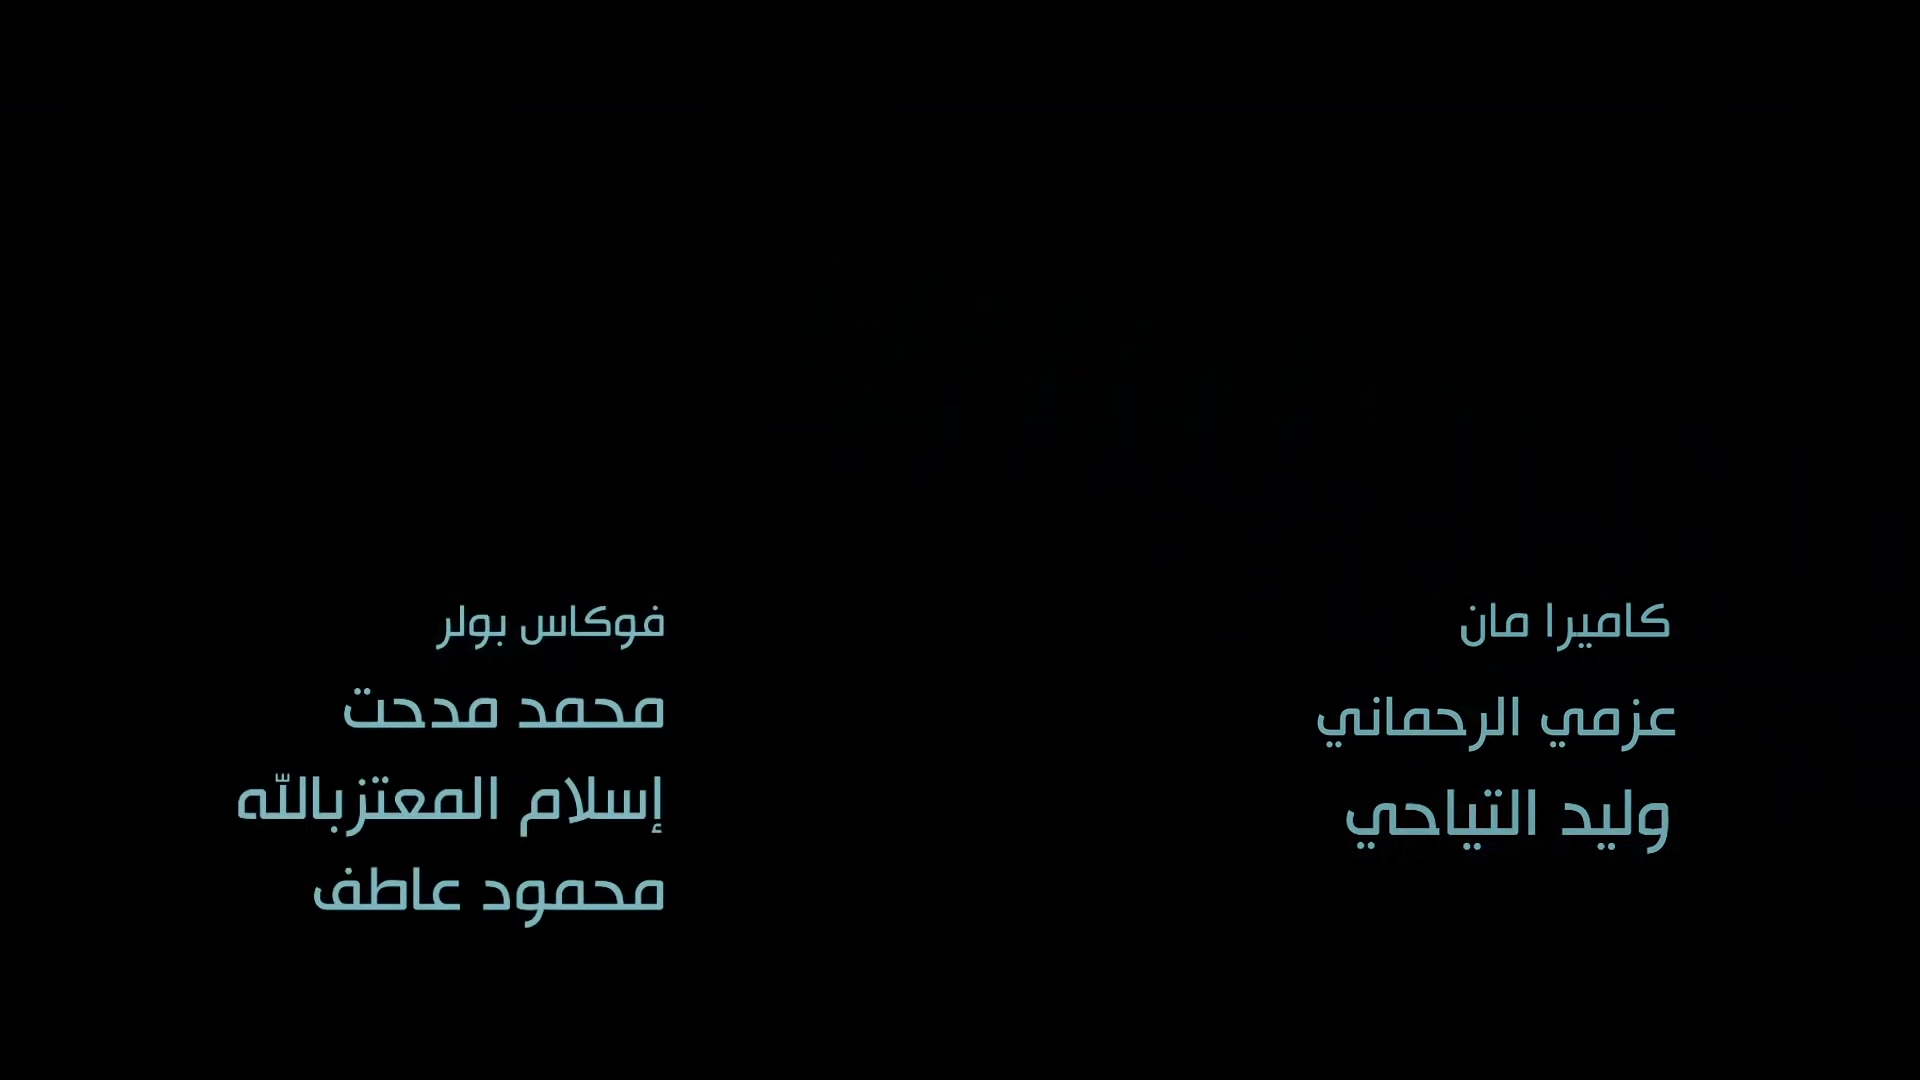 كاميرا مان
عزمي الرحماني
وليد التياحي
فوكاس بولر
محمد مدحت
إسلام المعتزبالله
محمود عاطف